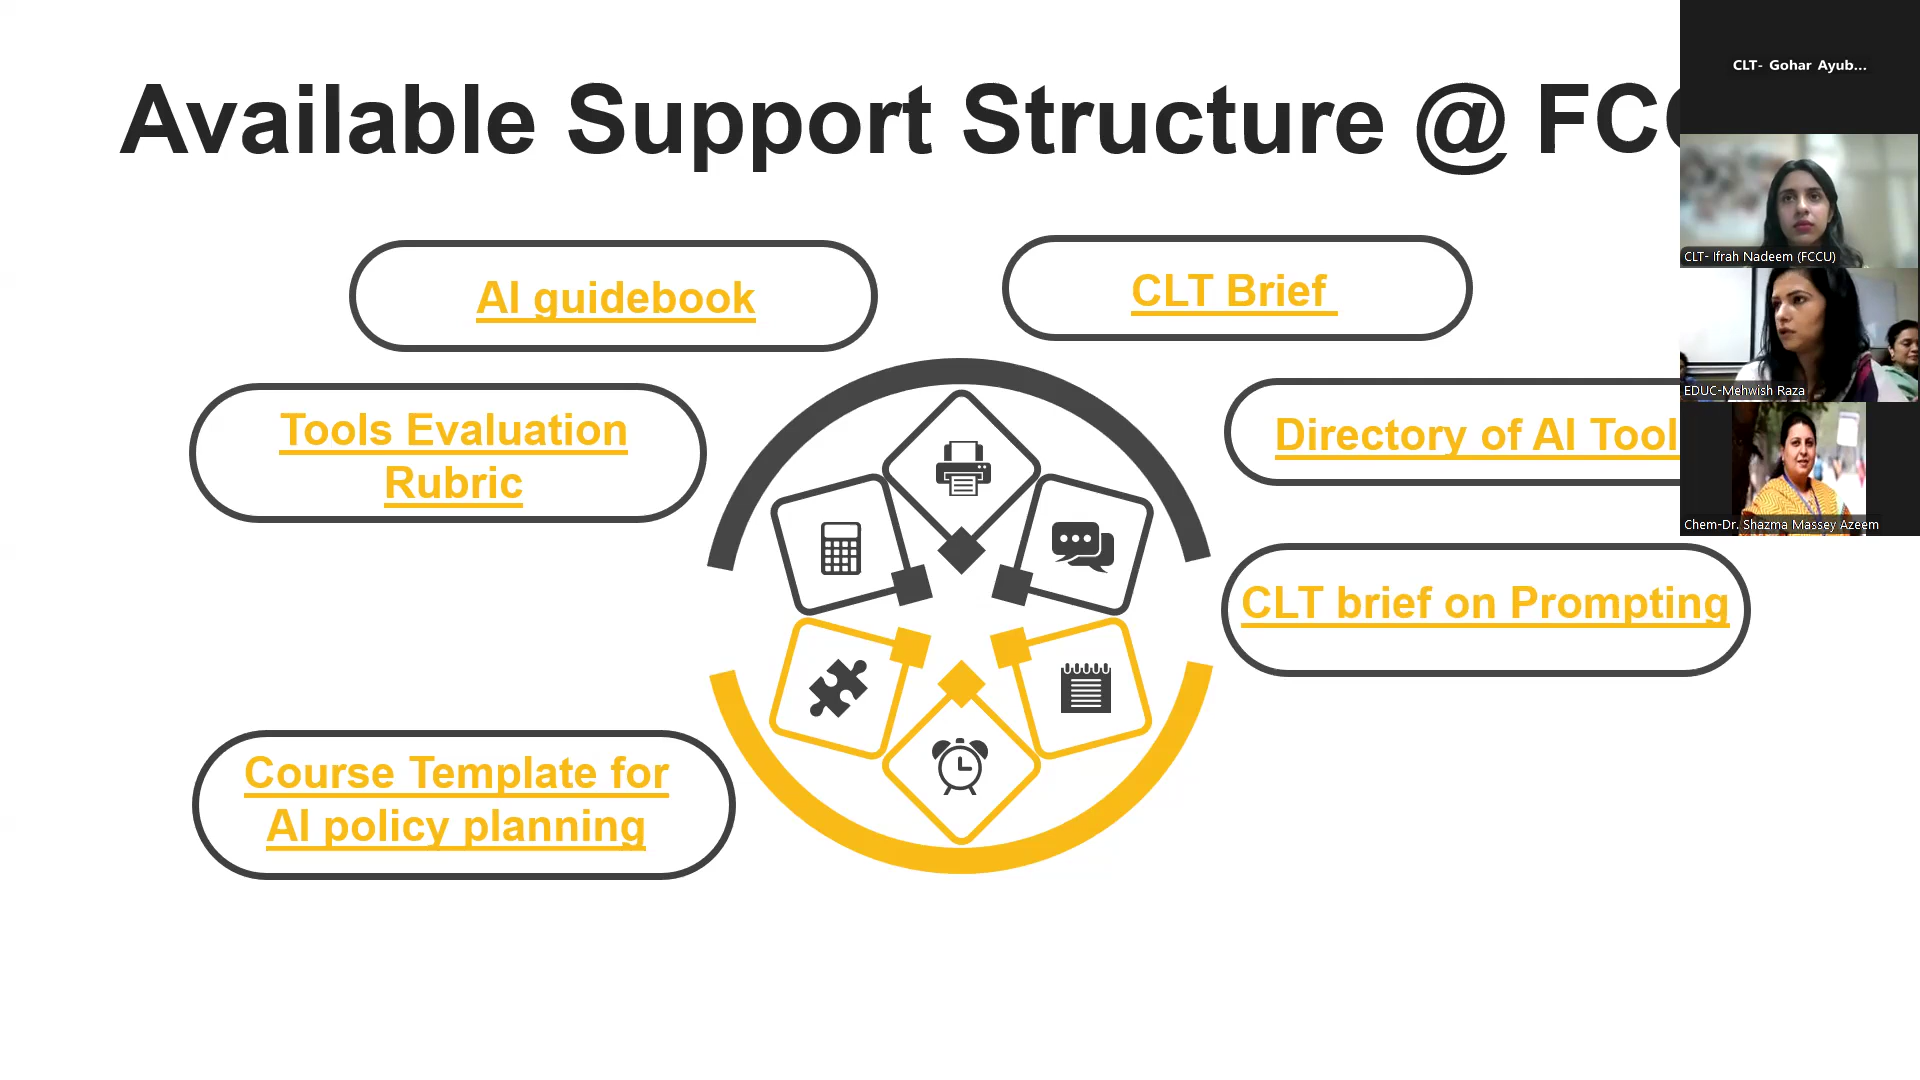 Available Support Structure @ FCC
CLT- Gohar Ayub...
CLT- Ifrah Nadeem (FCCU)
EDUC-Mehwish Raza
Chem-Dr. Shazma Massey Azeem
AI guidebook
CLT Brief
Tools Evaluation
Rubric
Directory of AI Tool
CLT brief on Prompting
Course Template for
AI policy planning